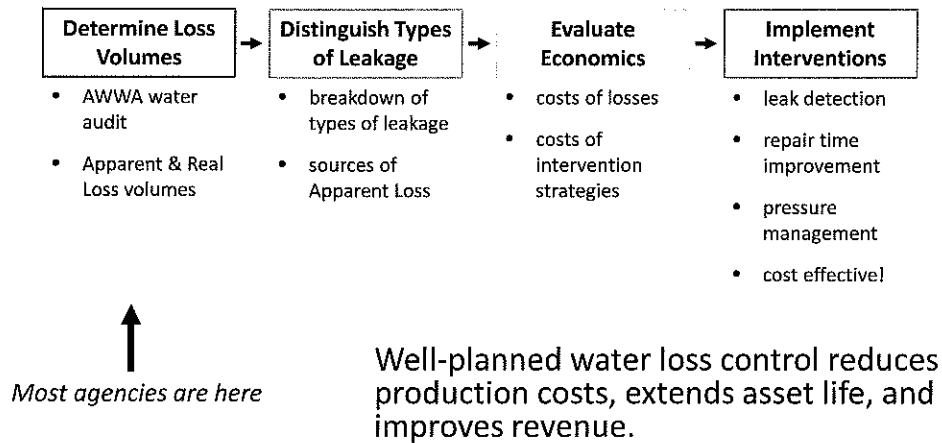 Determine Loss
Volumes
Distinguish Types
of Leakage
Evaluate
Economics
Implement
Interventions
• AWWA water
audit
• Apparent & Real
Loss volumes
• breakdown of
types of leakage
• sources of
Apparent Loss
• costs of losses
• costs of
intervention
strategies
• leak detection
• repair time
improvement
• pressure
management
• cost effective!
Most agencies are here
Well-planned water loss control reduces
production costs, extends asset life, and
improves revenue.